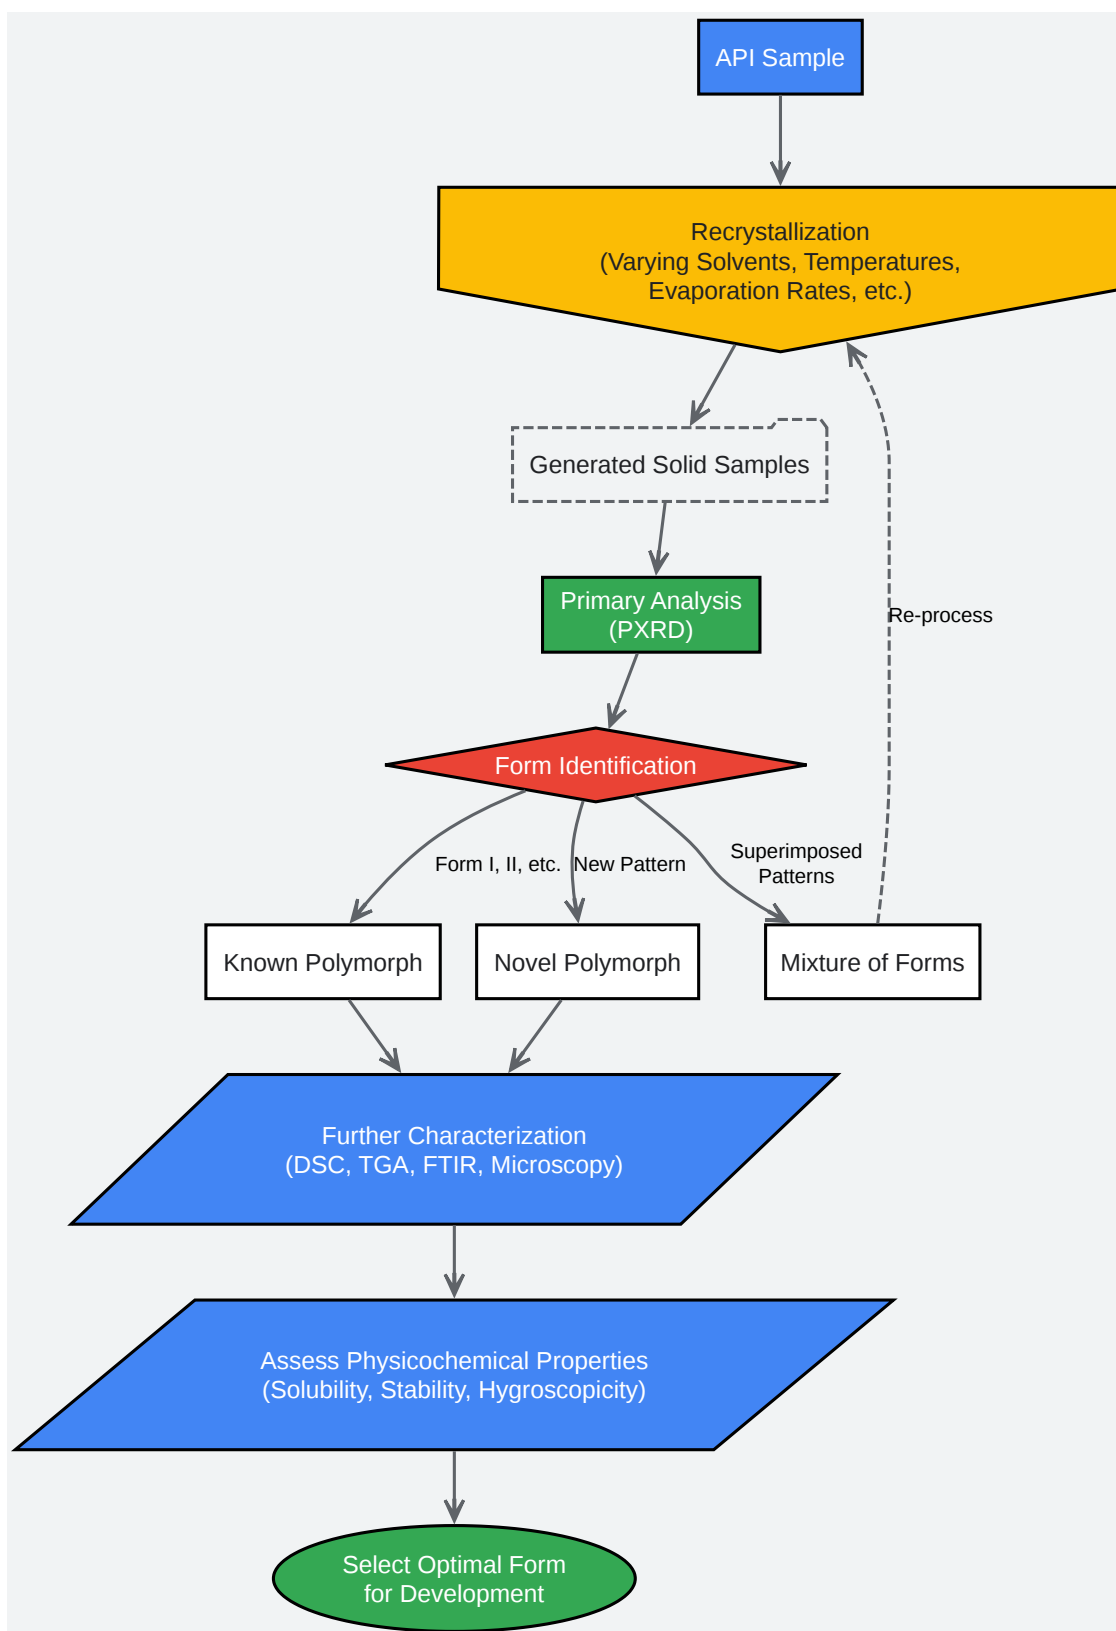 API Sample
Recrystallization
(Varying Solvents, Temperatures,
Evaporation Rates, etc.)
Generated Solid Samples
Primary Analysis
(PXRD)
Re-process
Form Identification
Form I, II, etc.
New Pattern
Superimposed
Patterns
Known Polymorph
Novel Polymorph
Mixture of Forms
Further Characterization
(DSC, TGA, FTIR, Microscopy)
Assess Physicochemical Properties
(Solubility, Stability, Hygroscopicity)
Select Optimal Form
for Development